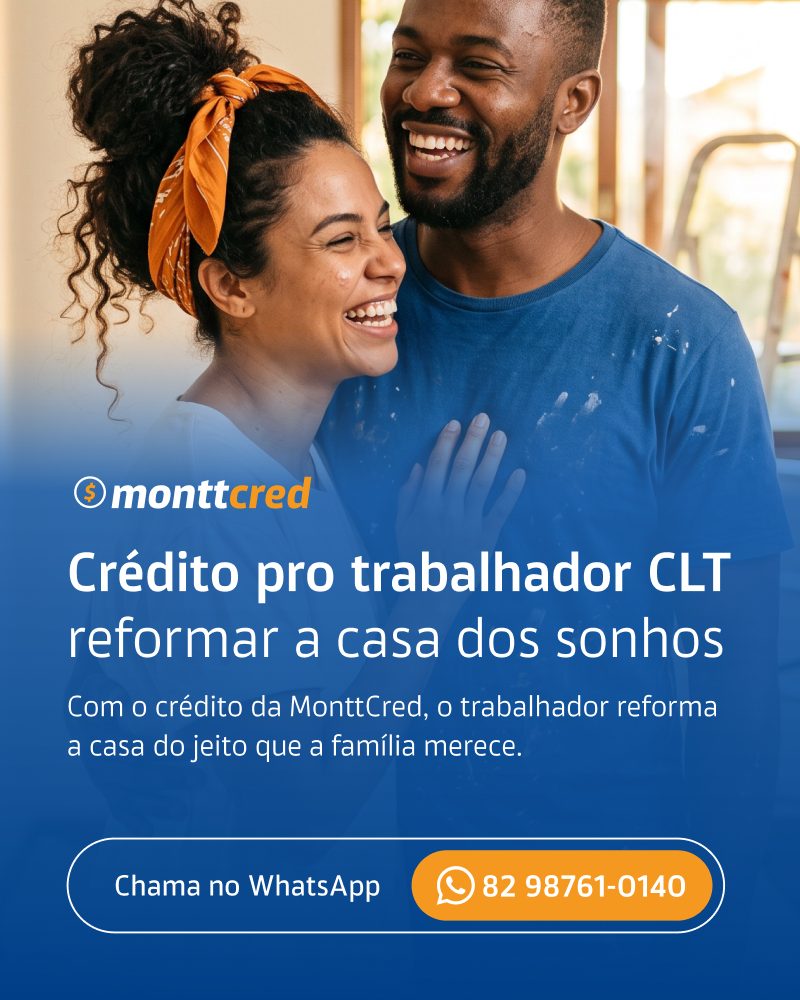 monttcred
Crédito pro trabalhador CLT
reformar a casa dos sonhos
Com o crédito da MonttCred, o trabalhador reforma
a casa do jeito que a família merece.
Chama no WhatsApp 82 98761-0140